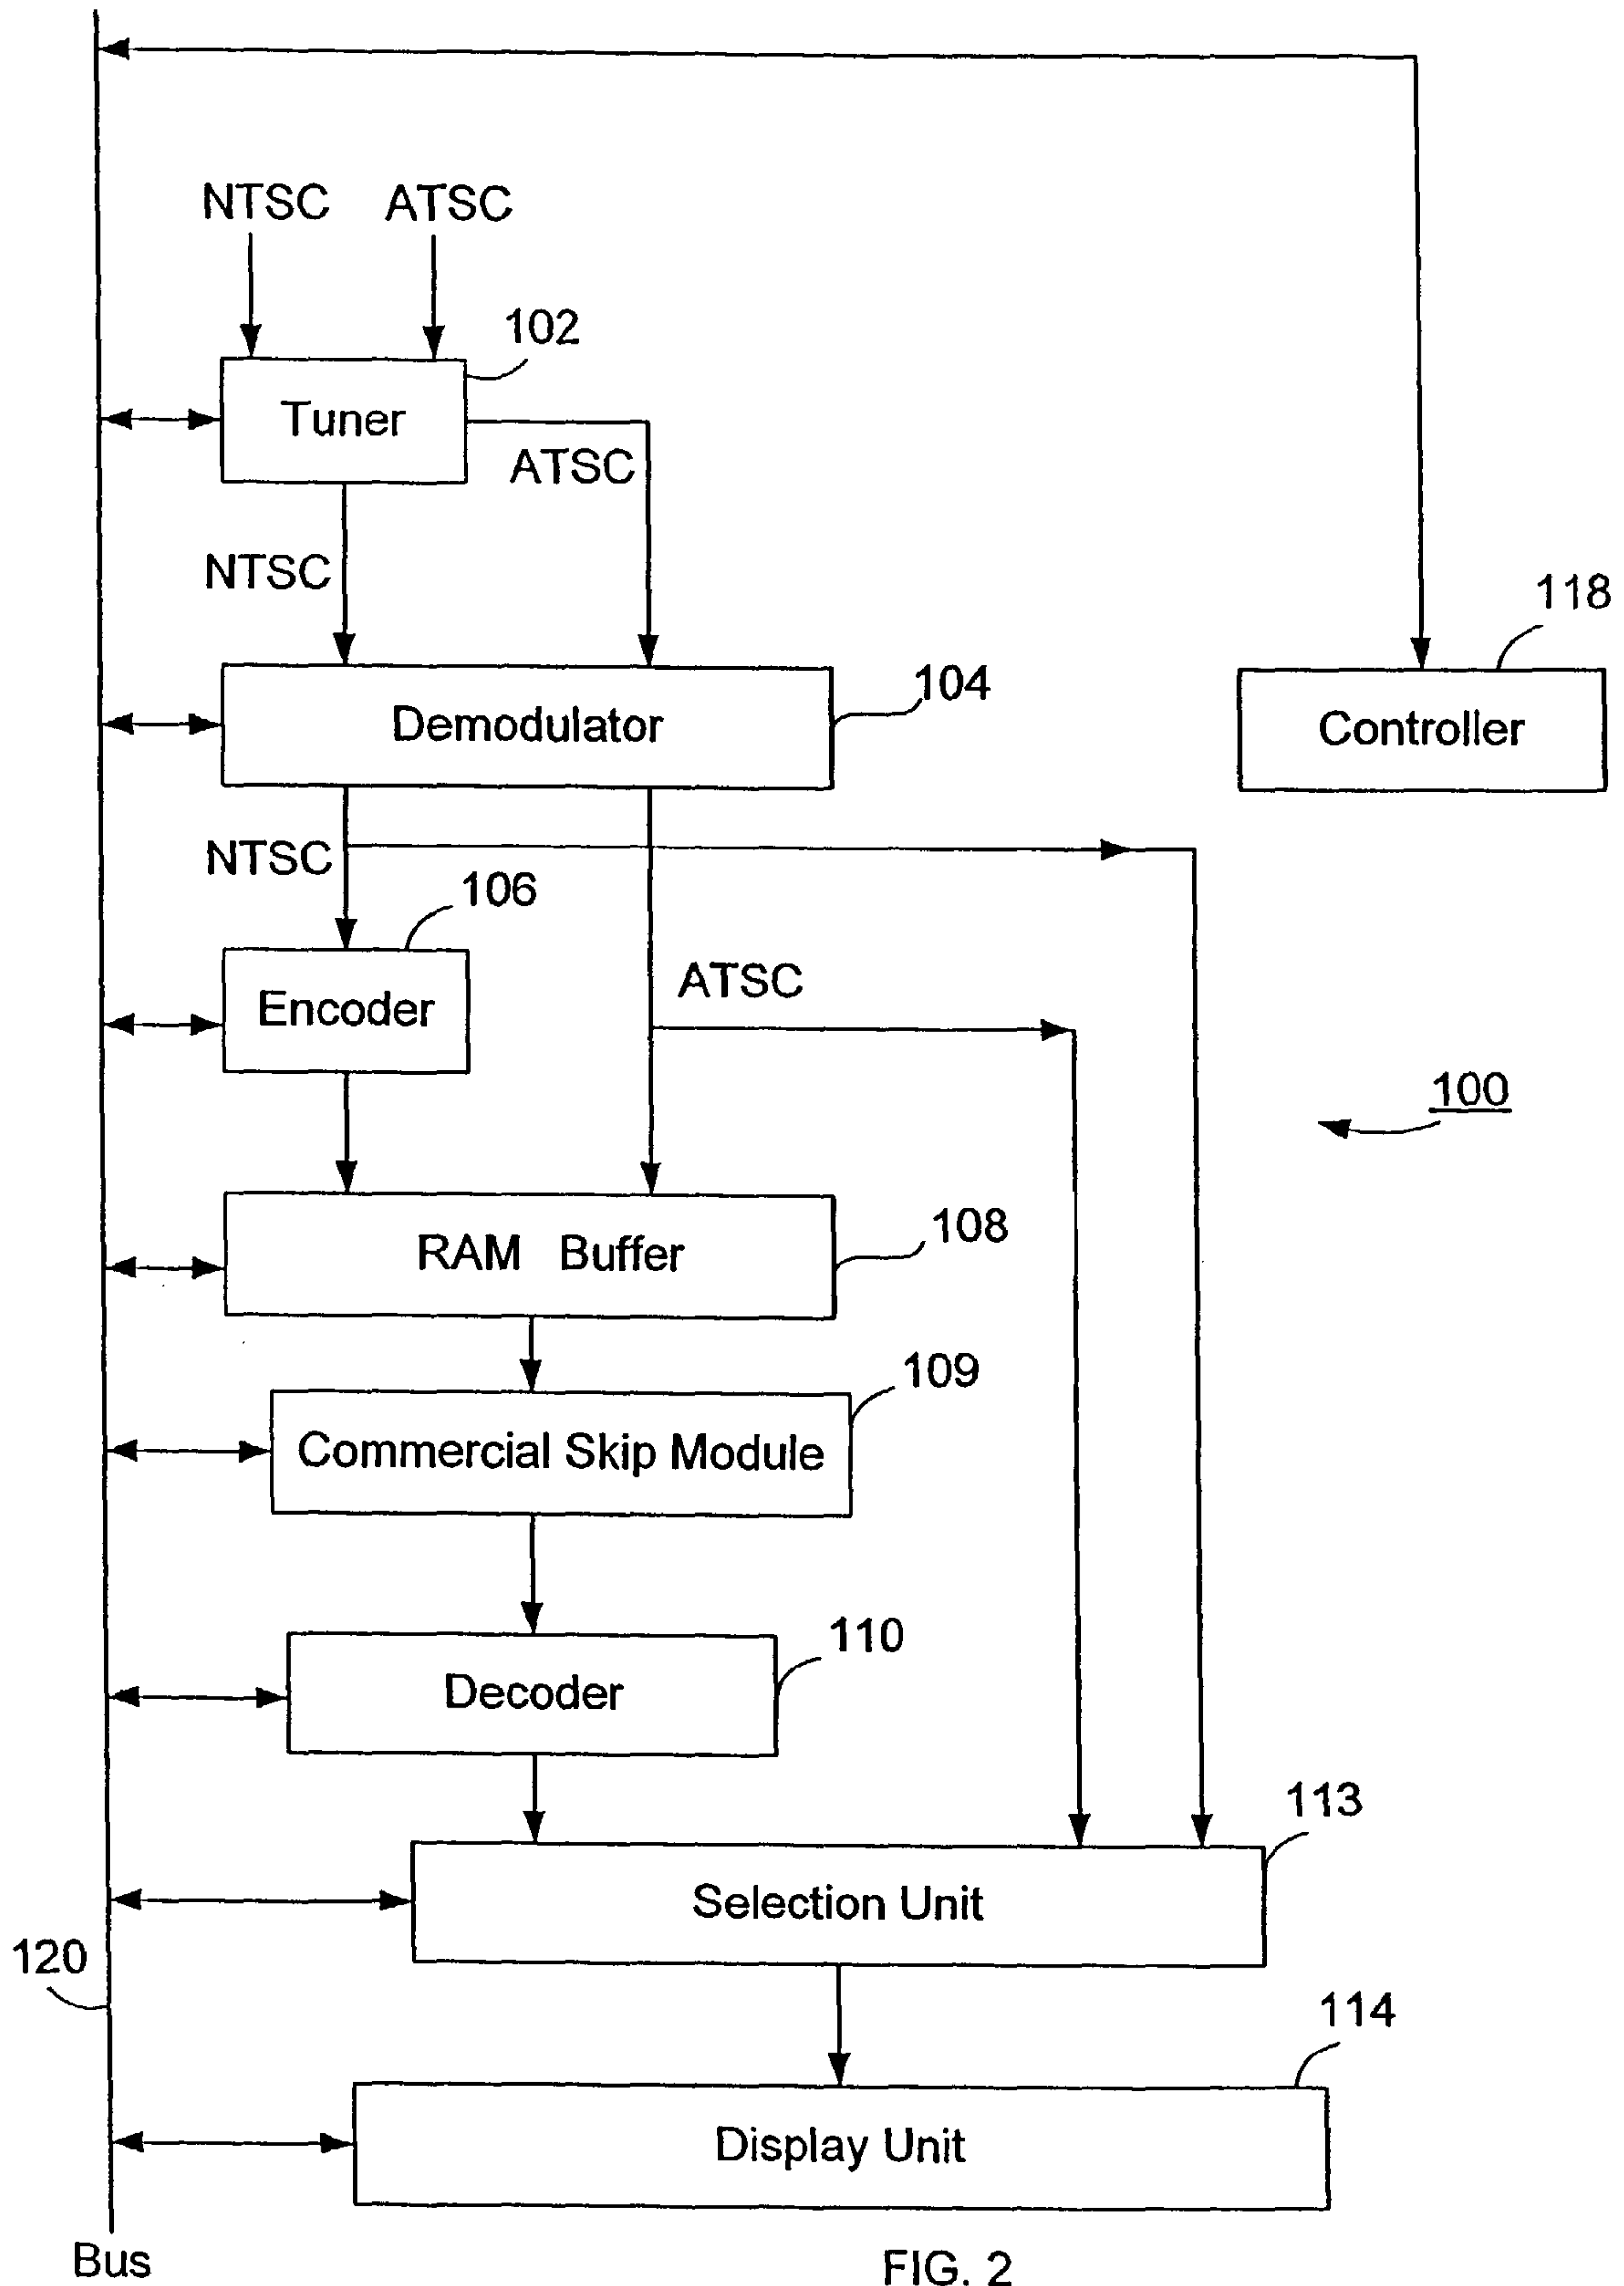 NTSC ATSC
102
Tuner
ATSC
NTSC
118
104
Demodulator
Controller
NTSC
106
ATSC
Encoder
100
108
RAM Buffer
109
Commercial Skip Module
110
Decoder
113
Selection Unit
120
114
Display Unit
Bus
FIG. 2